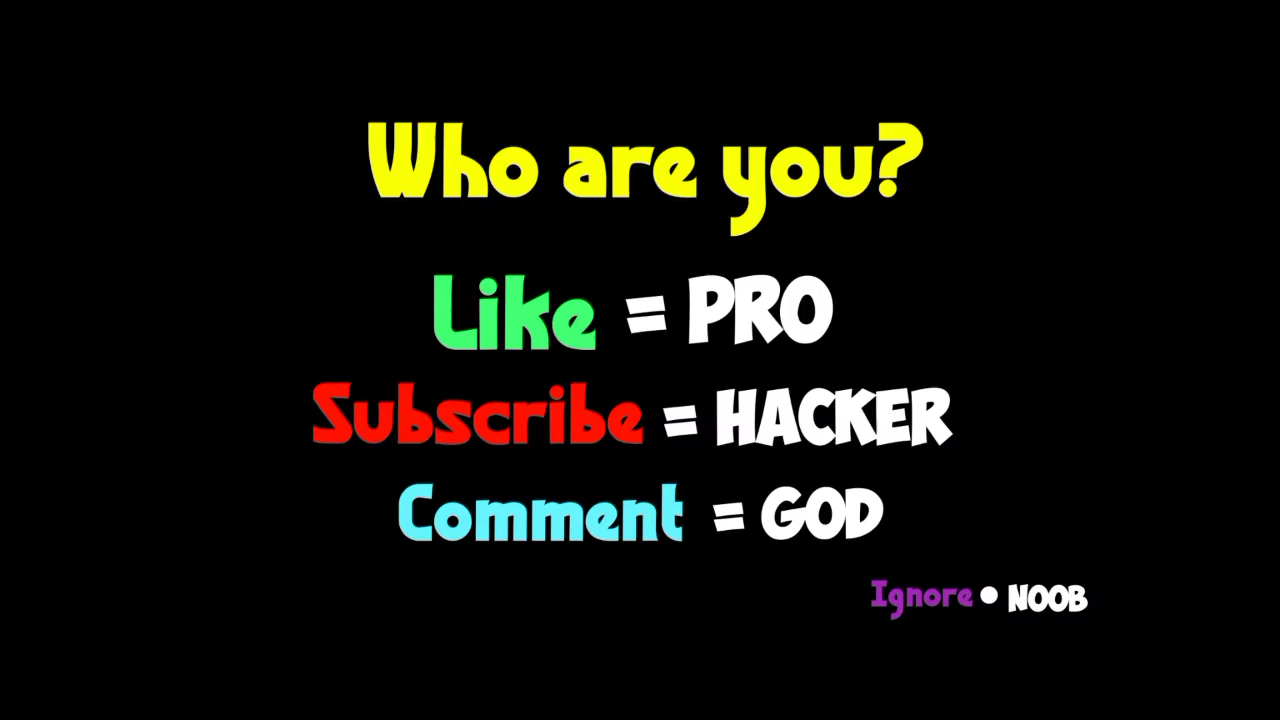 Who are you?
Like = PRO
Subscribe = HACKER
Comment = GOD
Ignore • NOOB